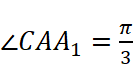 ∠CAA₁ = π/3